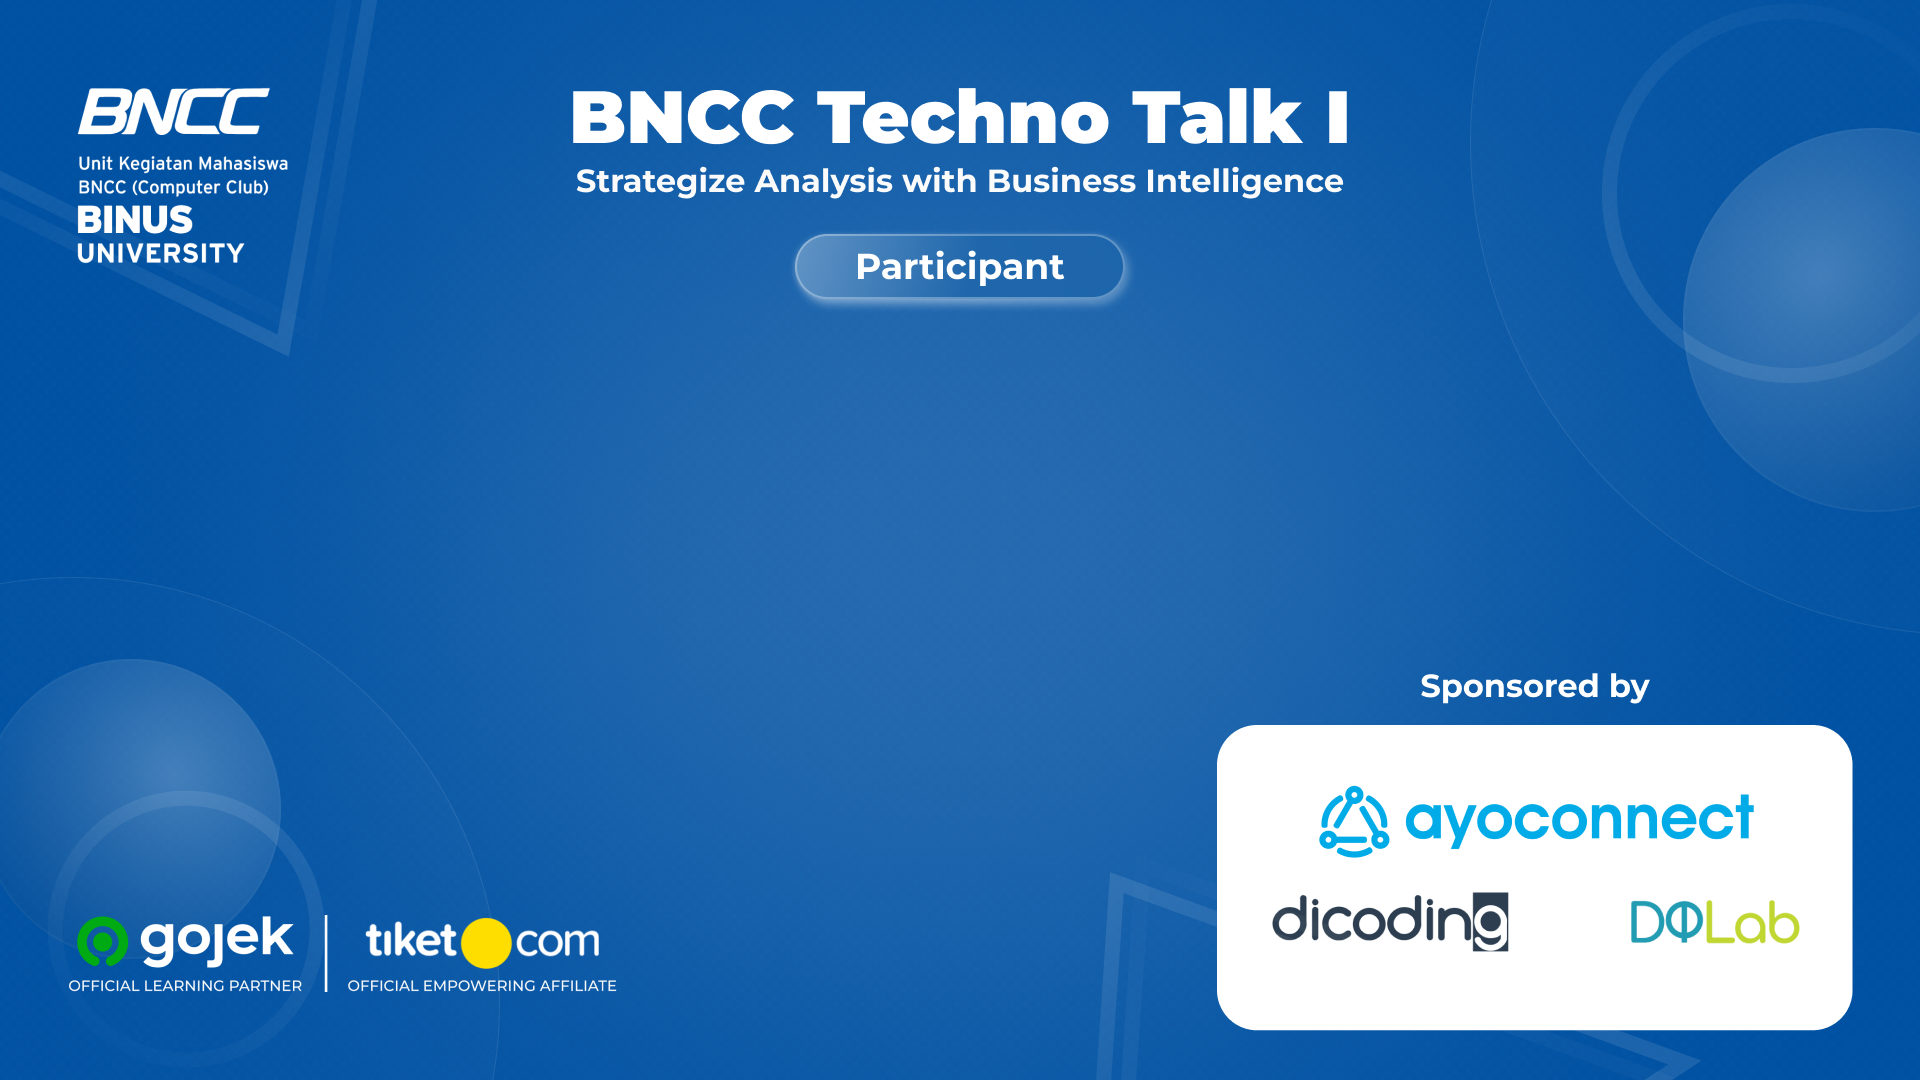 BNCC
Unit Kegiatan Mahasiswa
BNCC (Computer Club)
BINUS
UNIVERSITY
BNCC Techno Talk I
Strategize Analysis with Business Intelligence
Participant
Sponsored by
ayoconnect
dicoding
DQLab
gojek
OFFICIAL LEARNING PARTNER
tiket com
OFFICIAL EMPOWERING AFFILIATE